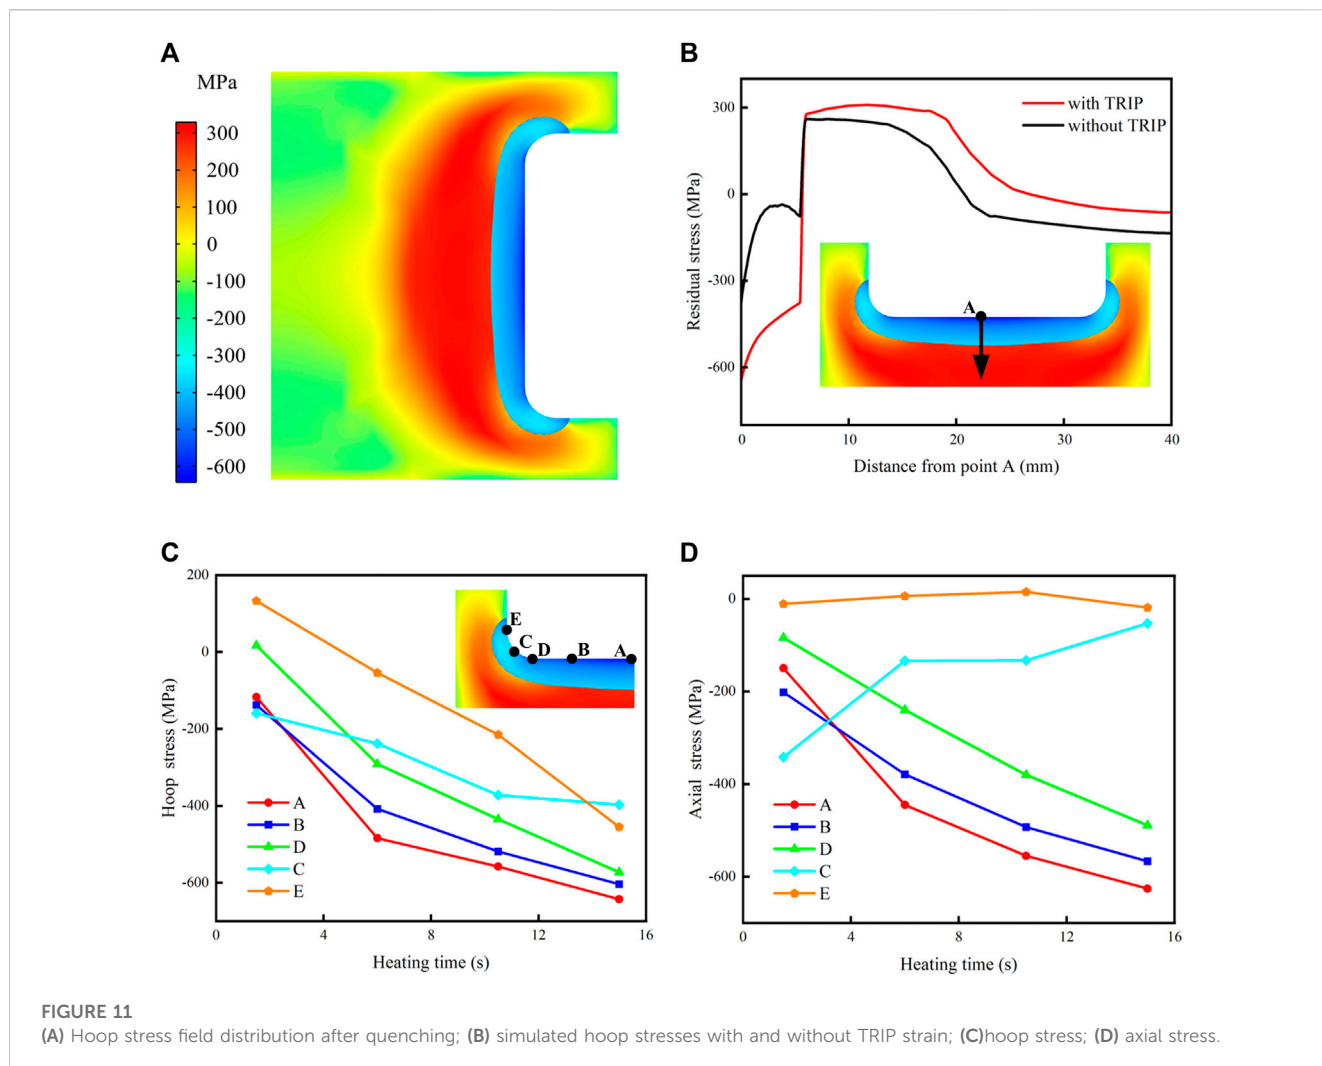 A
MPa
300
200
100
0
-100
-200
-300
-400
-500
-600
B
300
0
-300
-600
Residual stress (MPa)
with TRIP
without TRIP
A
0 10 20 30 40
Distance from point A (mm)
C
200
0
-200
-400
-600
Hoop stress (MPa)
E
C
D
B
A
A
B
D
C
E
0 4 8 12 16
Heating time (s)
D
0
-200
-400
-600
Axial stress (MPa)
A
B
D
C
E
0 4 8 12 16
Heating time (s)
FIGURE 11
(A) Hoop stress field distribution after quenching; (B) simulated hoop stresses with and without TRIP strain; (C)hoop stress; (D) axial stress.